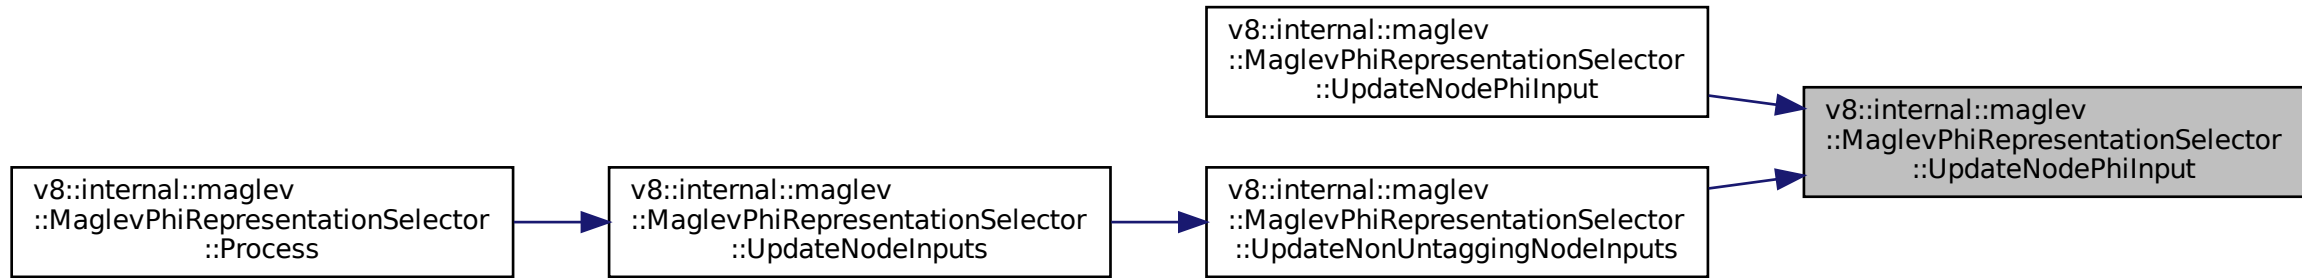 v8::internal::maglev
::MaglevPhiRepresentationSelector
::UpdateNodePhiInput
v8::internal::maglev
::MaglevPhiRepresentationSelector
::UpdateNodePhiInput
v8::internal::maglev
::MaglevPhiRepresentationSelector
::Process
v8::internal::maglev
::MaglevPhiRepresentationSelector
::UpdateNodeInputs
v8::internal::maglev
::MaglevPhiRepresentationSelector
::UpdateNonUntaggingNodeInputs